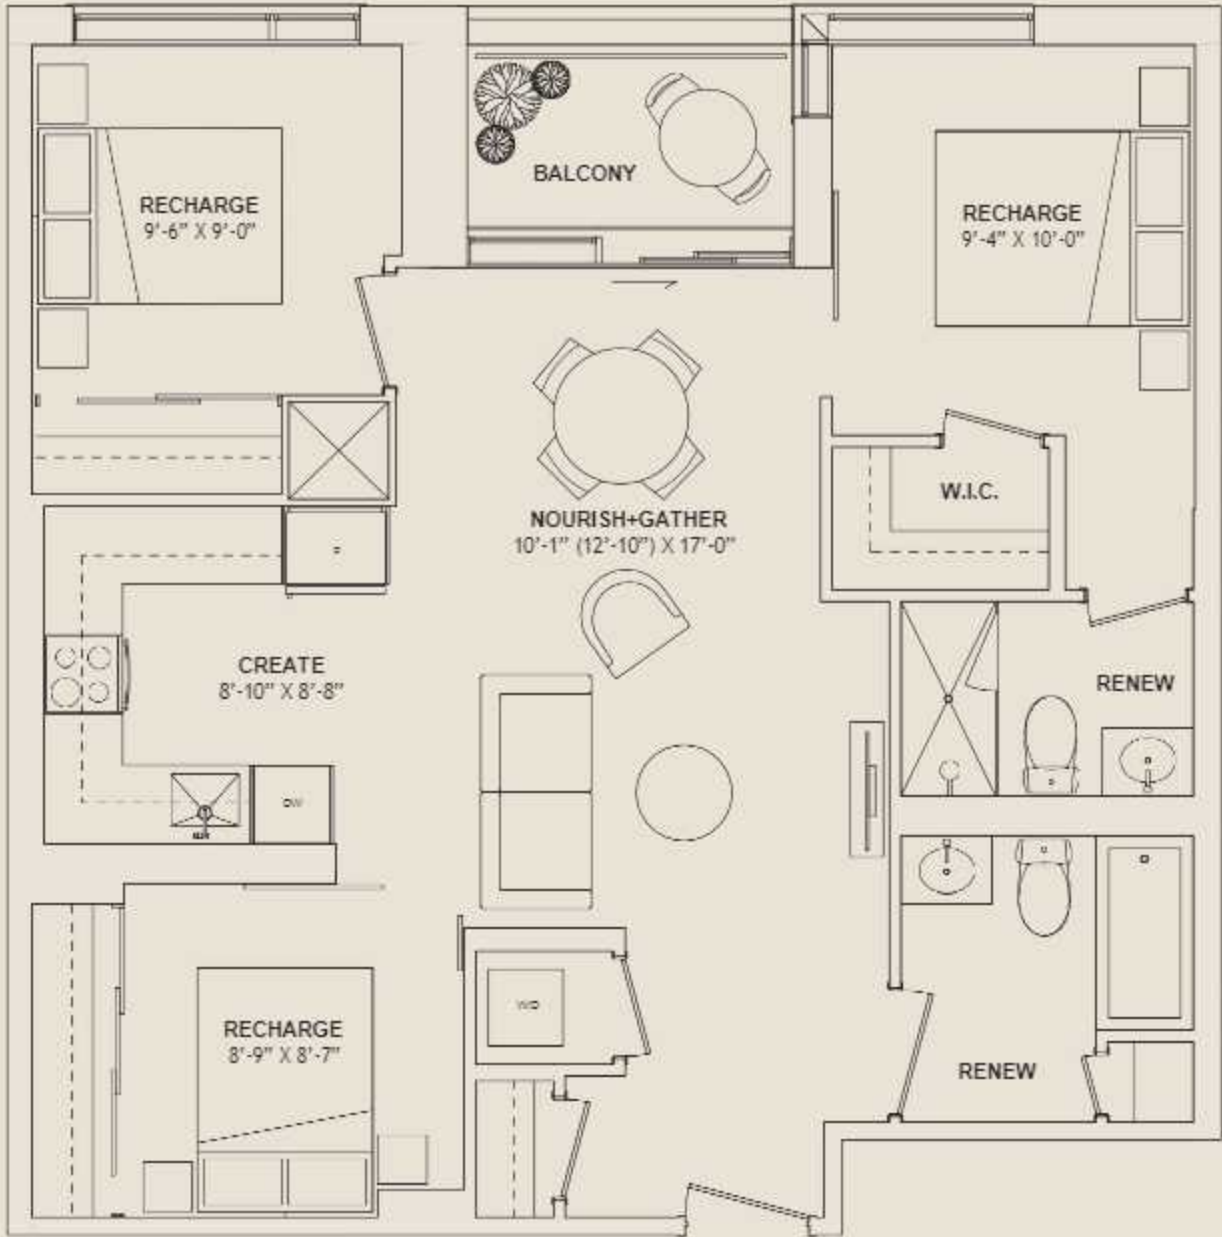 BALCONY
RECHARGE
9'-6" X 9'-0"
RECHARGE
9'-4" X 10'-0"
W.I.C.
NOURISH+GATHER
10'-1" (12'-10") X 17'-0"
CREATE
8'-10" X 8'-8"
RENEW
DW
RECHARGE
8'-9" X 8'-7"
W/D
RENEW